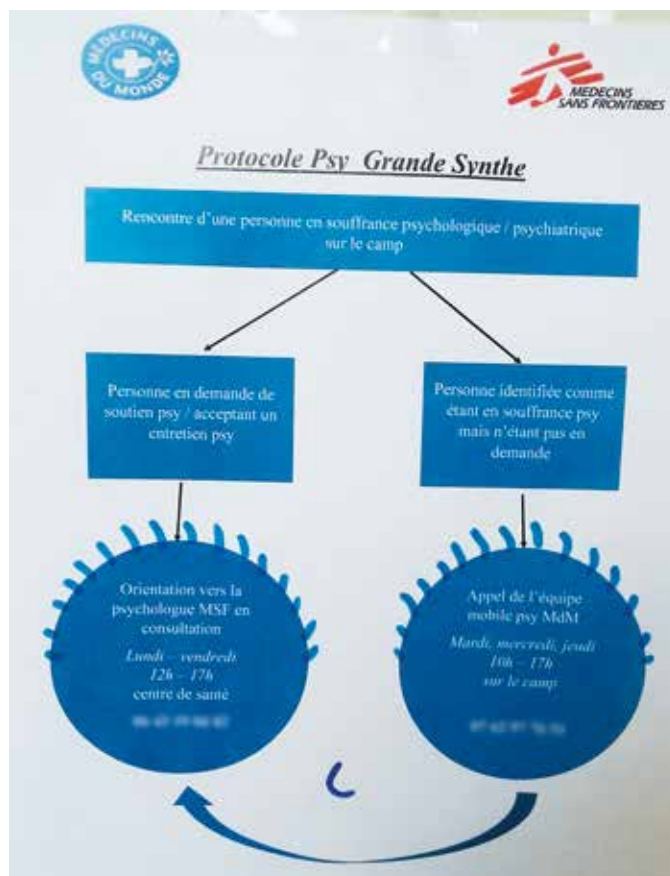 MÉDECINS
DU MONDE
MEDECINS
SANS FRONTIERES
Protocole Psy Grande Synthe
Rencontre d'une personne en souffrance psychologique / psychiatrique
sur le camp
Personne en demande de
soutien psy / acceptant un
entretien psy
Personne identifiée comme
étant en souffrance psy
mais n'étant pas en
demande
Orientation vers la
psychologue MSF en
consultation
Lundi – vendredi
12h – 17h
centre de santé
Appel de l'équipe
mobile psy MdM
Mardi, mercredi, jeudi
10h – 17h
sur le camp